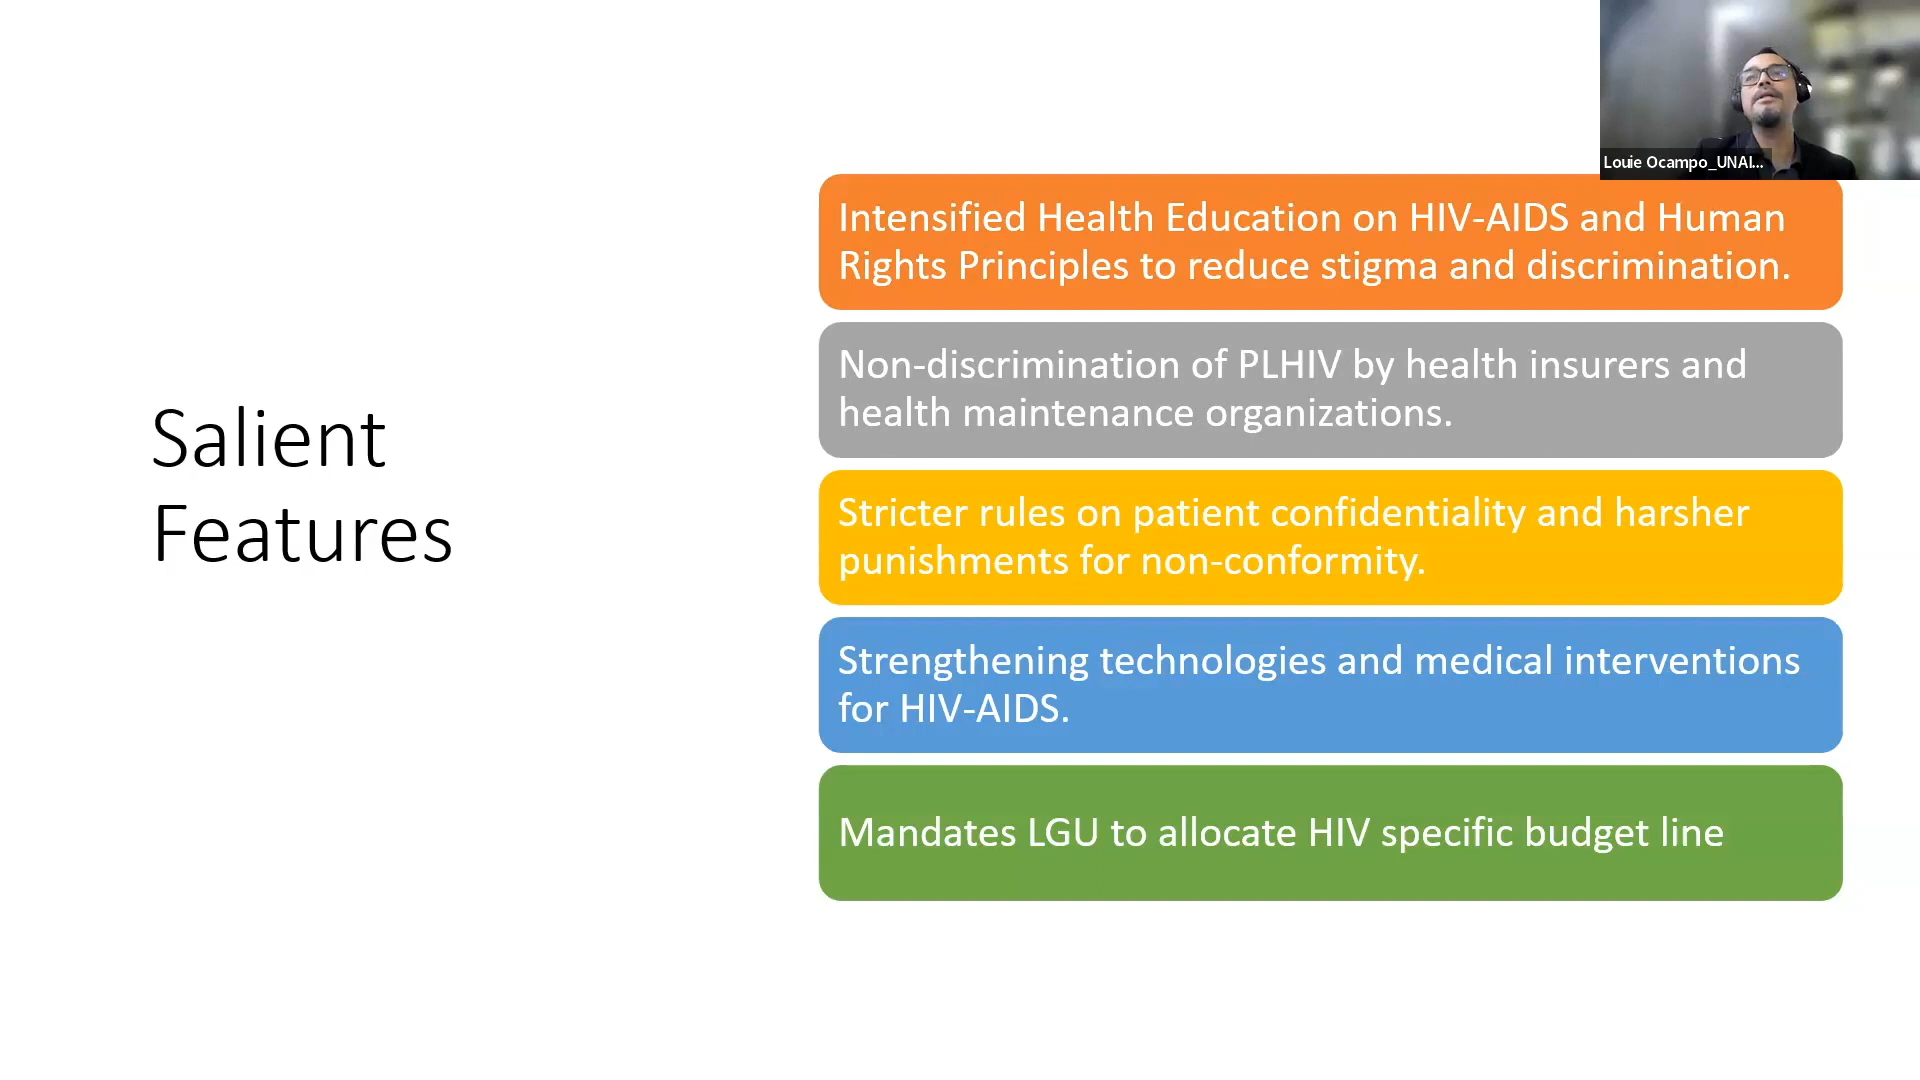 Louie Ocampo_UNAI...
Intensified Health Education on HIV-AIDS and Human
Rights Principles to reduce stigma and discrimination.
Non-discrimination of PLHIV by health insurers and
health maintenance organizations.
Salient
Features
Stricter rules on patient confidentiality and harsher
punishments for non-conformity.
Strengthening technologies and medical interventions
for HIV-AIDS.
Mandates LGU to allocate HIV specific budget line